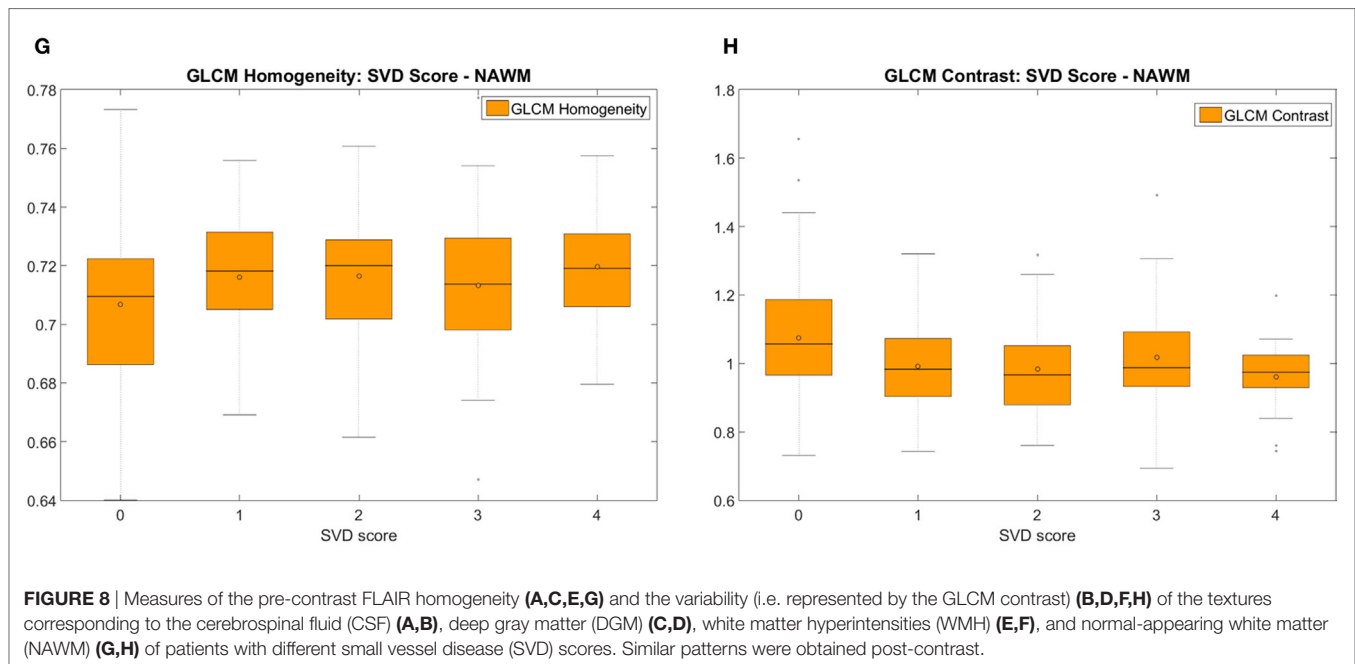 G
GLCM Homogeneity: SVD Score - NAWM
GLCM Homogeneity
0.78
0.76
0.74
0.72
0.7
0.68
0.66
0.64
0 1 2 3 4
SVD score
H
GLCM Contrast: SVD Score - NAWM
GLCM Contrast
1.8
1.6
1.4
1.2
1
0.8
0.6
0 1 2 3 4
SVD score
FIGURE 8 | Measures of the pre-contrast FLAIR homogeneity (A,C,E,G) and the variability (i.e. represented by the GLCM contrast) (B,D,F,H) of the textures
corresponding to the cerebrospinal fluid (CSF) (A,B), deep gray matter (DGM) (C,D), white matter hyperintensities (WMH) (E,F), and normal-appearing white matter
(NAWM) (G,H) of patients with different small vessel disease (SVD) scores. Similar patterns were obtained post-contrast.